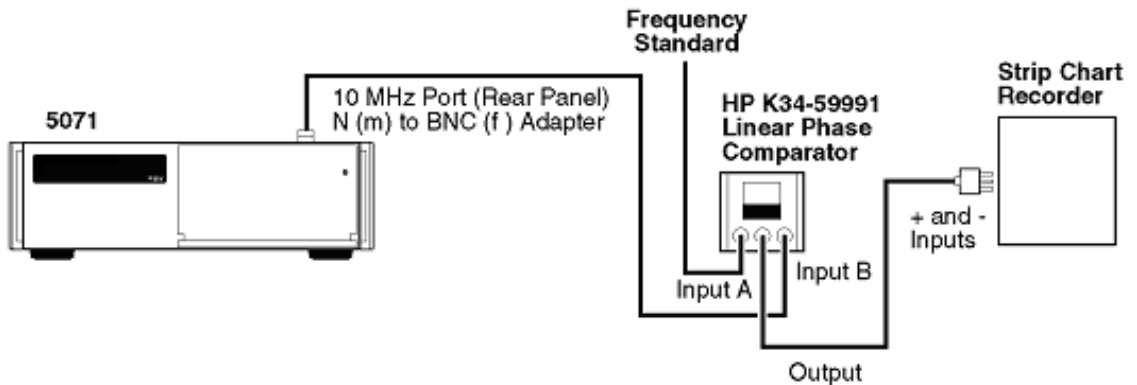 Frequency
Standard
Strip Chart
Recorder
10 MHz Port (Rear Panel)
N (m) to BNC (f ) Adapter
HP K34-59991
Linear Phase
Comparator
5071
+ and -
Inputs
Input A
Input B
Output